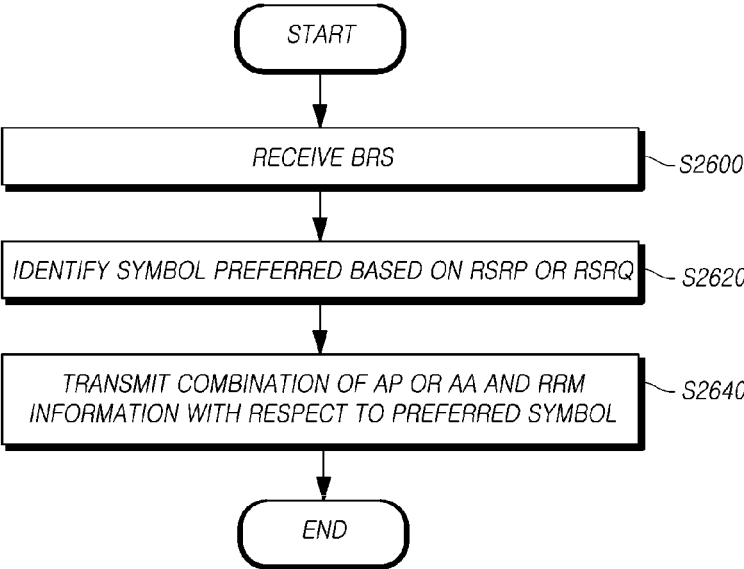 START
RECEIVE BRS
S2600
IDENTIFY SYMBOL PREFERRED BASED ON RSRP OR RSRQ
S2620
TRANSMIT COMBINATION OF AP OR AA AND RRM
INFORMATION WITH RESPECT TO PREFERRED SYMBOL
S2640
END